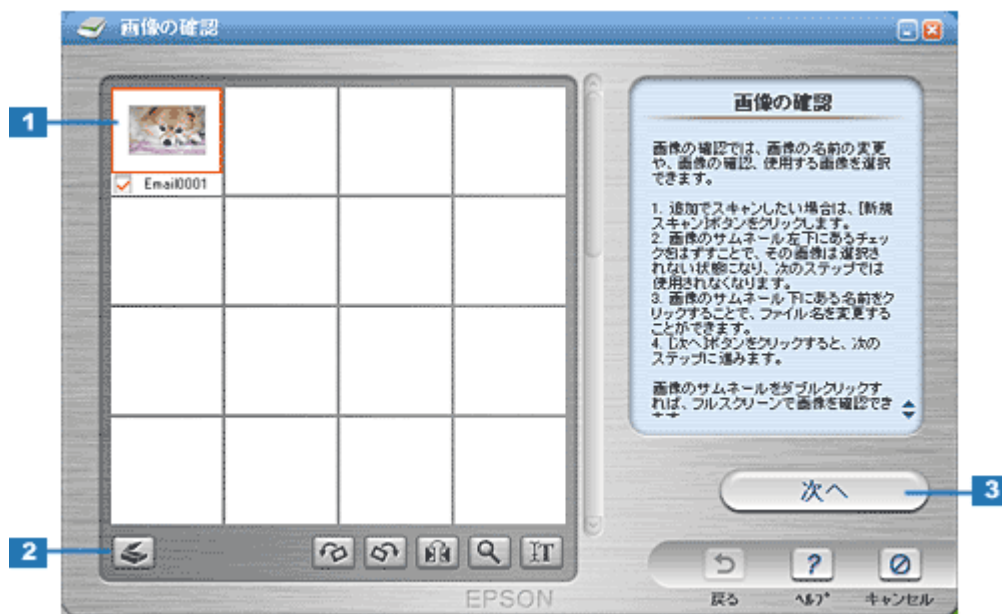 画像の確認
1
Email0001
画像の確認
画像の確認では、画像の名前の変更
や、画像の確認、使用する画像を選択
できます。
1. 追加でスキャンしたい場合は、[新規
スキャン]ボタンをクリックします。
2. 画像のサムネール左下にあるチェッ
クをはずすことで、その画像は選択さ
れない状態になり、次のステップでは
使用されなくなります。
3. 画像のサムネール下にある名前をク
リックすることで、ファイル名を変更する
ことができます。
4. [次へ]ボタンをクリックすると、次の
ステップに進みます。
画像のサムネールをダブルクリックす
れば、フルスクリーンで画像を確認でき
次へ
3
2
EPSON
戻る
ヘルプ
キャンセル